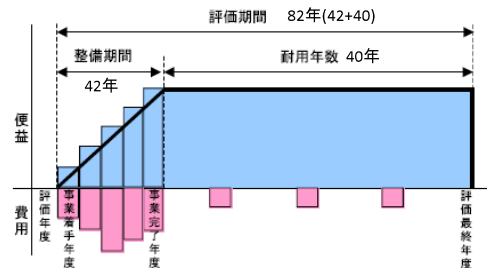 評価期間 82年(42+40)
整備期間
42年
耐用年数 40年
便益
費用
評価年度
事業着手年度
事業完了年度
評価最終年度